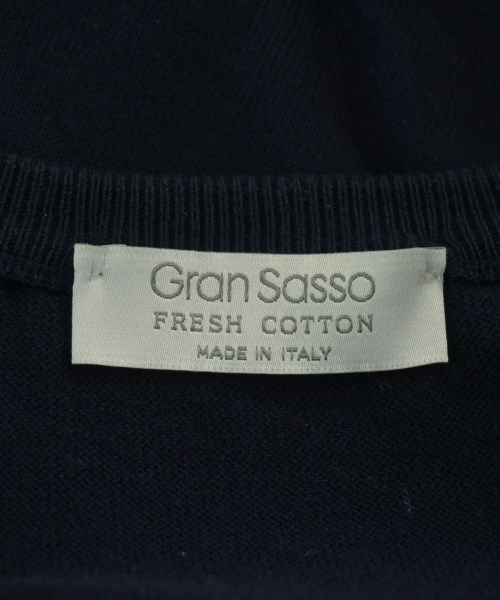 Gran Sasso
FRESH COTTON
MADE IN ITALY